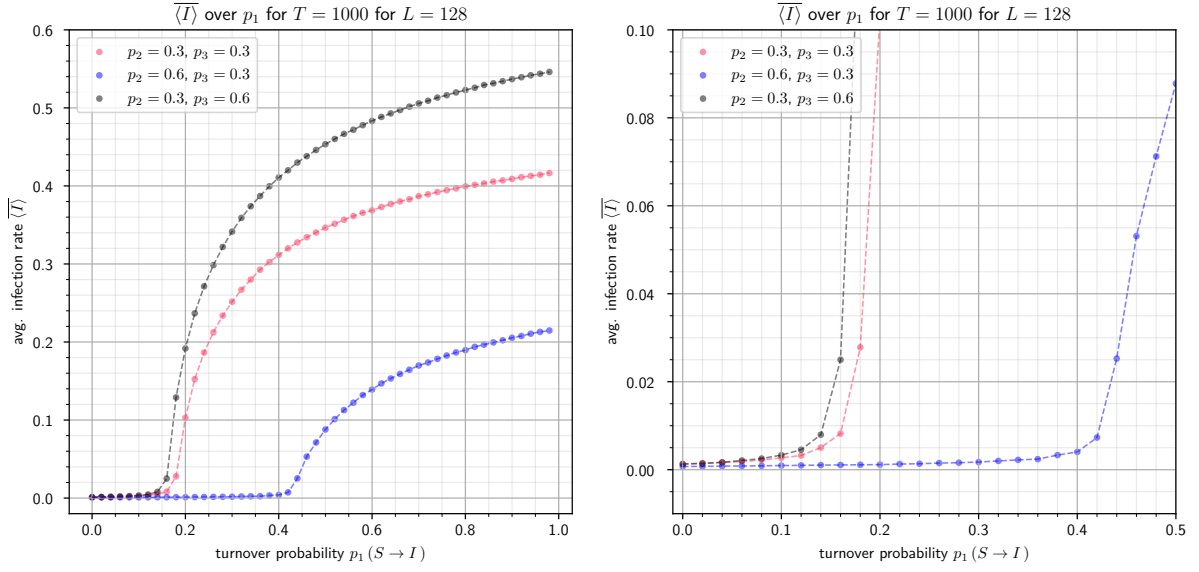 ⟨I⟩‾ over p₁ for T = 1000 for L = 128
0.6
0.5
0.4
0.3
0.2
0.1
0.0
avg. infection rate ⟨I⟩‾
p₂ = 0.3, p₃ = 0.3
p₂ = 0.6, p₃ = 0.3
p₂ = 0.3, p₃ = 0.6
0.0 0.2 0.4 0.6 0.8 1.0
turnover probability p₁ (S → I)
⟨I⟩‾ over p₁ for T = 1000 for L = 128
0.10
0.08
0.06
0.04
0.02
0.00
avg. infection rate ⟨I⟩‾
p₂ = 0.3, p₃ = 0.3
p₂ = 0.6, p₃ = 0.3
p₂ = 0.3, p₃ = 0.6
0.0 0.1 0.2 0.3 0.4 0.5
turnover probability p₁ (S → I)